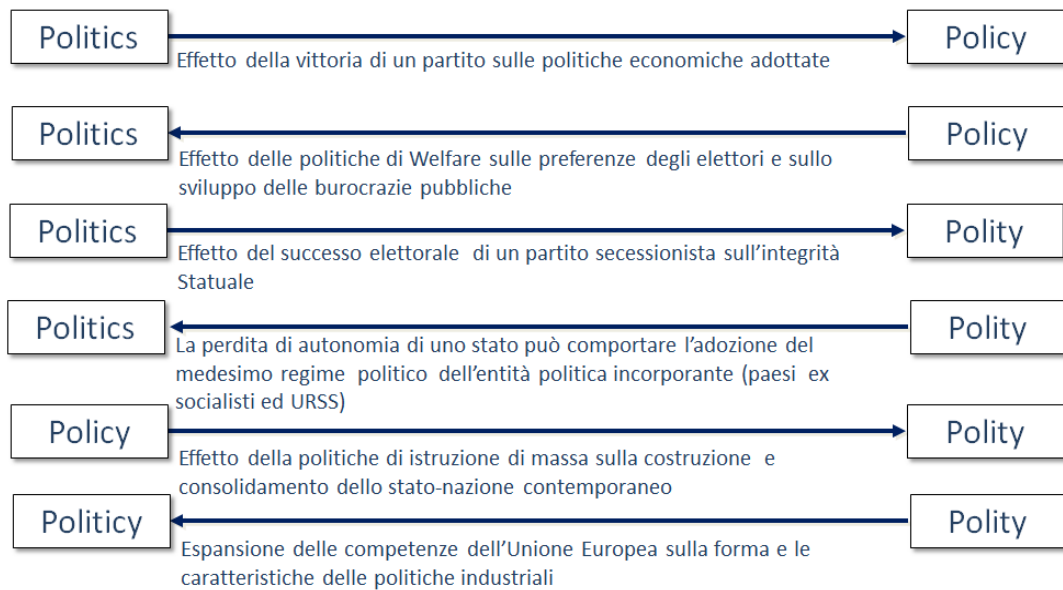 Politics
Policy
Effetto della vittoria di un partito sulle politiche economiche adottate
Politics
Policy
Effetto delle politiche di Welfare sulle preferenze degli elettori e sullo
sviluppo delle burocrazie pubbliche
Politics
Polity
Effetto del successo elettorale di un partito secessionista sull'integrità
Statuale
Politics
Polity
La perdita di autonomia di uno stato può comportare l'adozione del
medesimo regime politico dell'entità politica incorporante (paesi ex
socialisti ed URSS)
Policy
Polity
Effetto della politiche di istruzione di massa sulla costruzione e
consolidamento dello stato-nazione contemporaneo
Politicy
Polity
Espansione delle competenze dell'Unione Europea sulla forma e le
caratteristiche delle politiche industriali